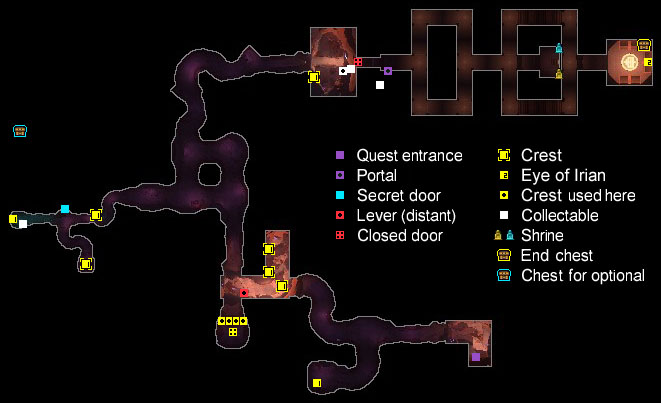 Quest entrance
Portal
Secret door
Lever (distant)
Closed door
Crest
Eye of Irian
Crest used here
Collectable
Shrine
End chest
Chest for optional